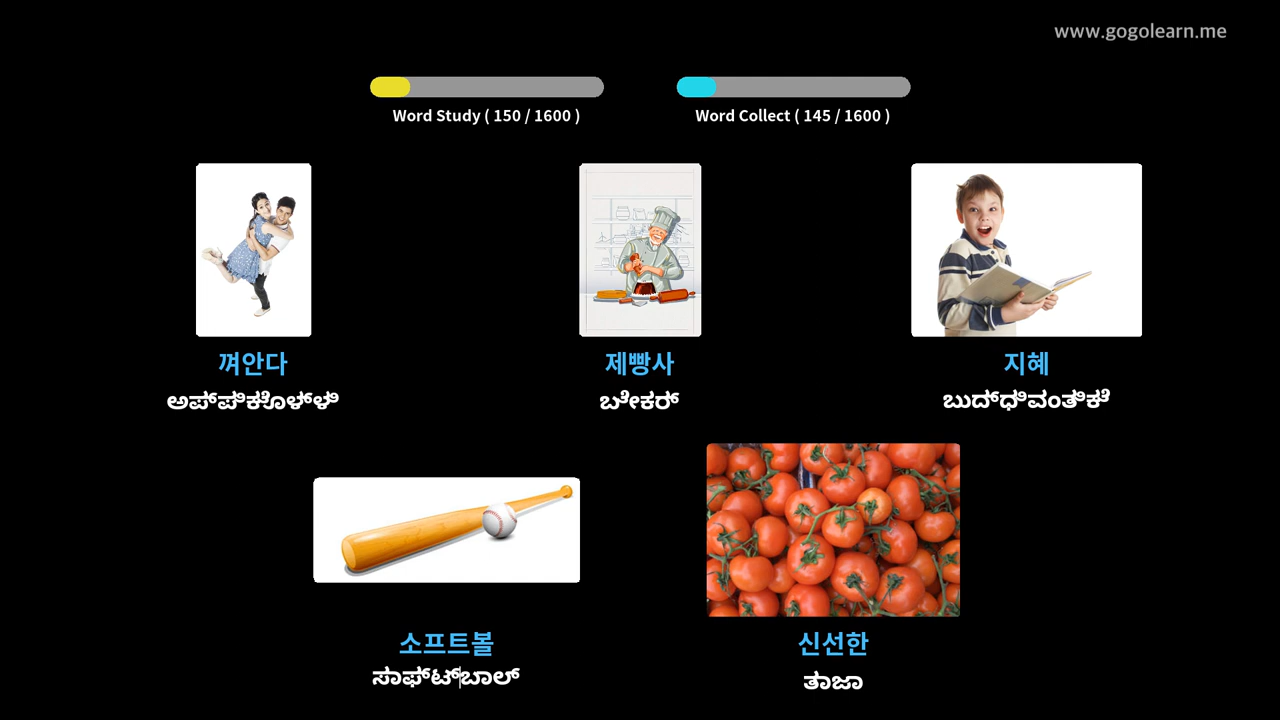 www.gogolearn.me
Word Study ( 150 / 1600 )
Word Collect ( 145 / 1600 )
껴안다
제빵사
지혜
ಅಪ್ಪಿಕೊಳ್ಳಿ
ಬೇಕರ್
ಬುದ್ಧಿವಂತಿಕೆ
소프트볼
신선한
ಸಾಫ್ಟ್‌ಬಾಲ್
ತಾಜಾ